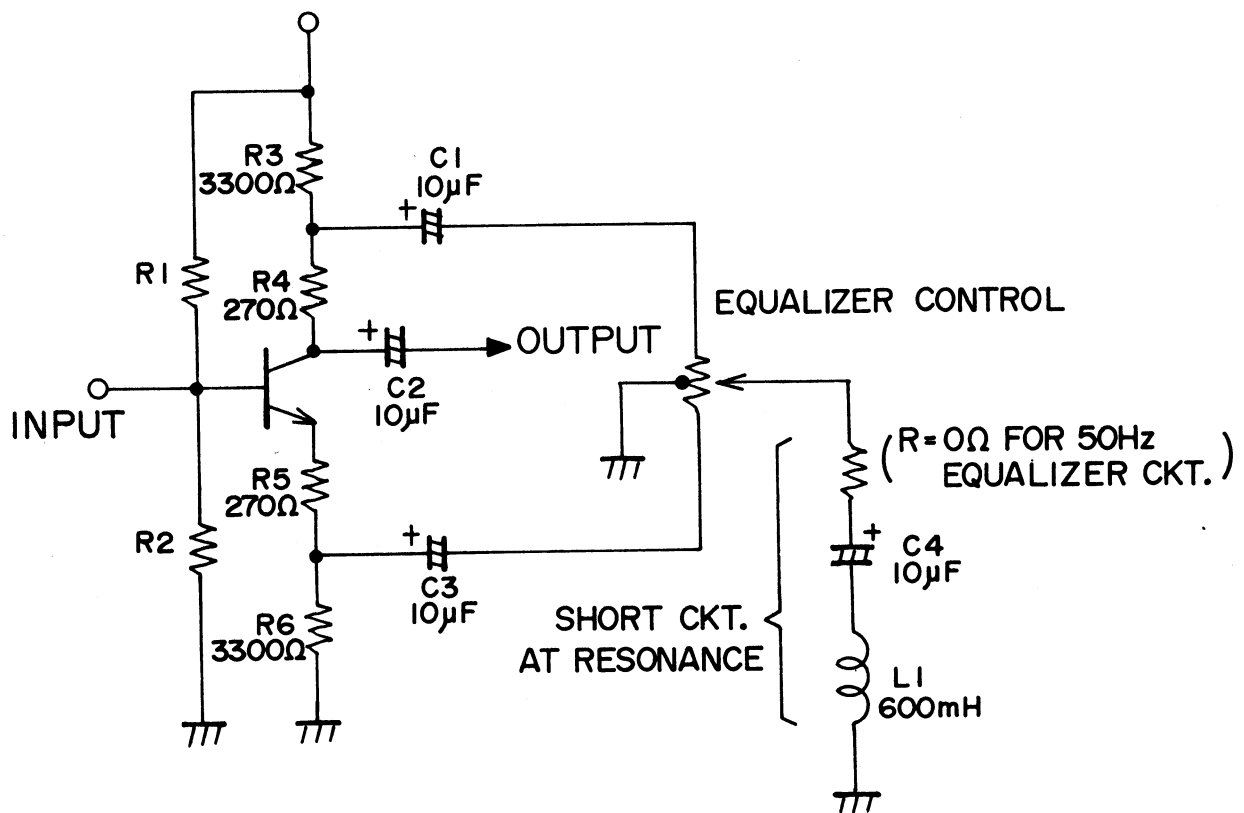 R3
3300Ω
C1
+
10µF
R1
R4
270Ω
EQUALIZER CONTROL
+
OUTPUT
C2
10µF
INPUT
(R=0Ω FOR 50Hz
EQUALIZER CKT.)
R5
270Ω
R2
+
C3
10µF
+
C4
10µF
R6
3300Ω
SHORT CKT.
AT RESONANCE
L1
600mH